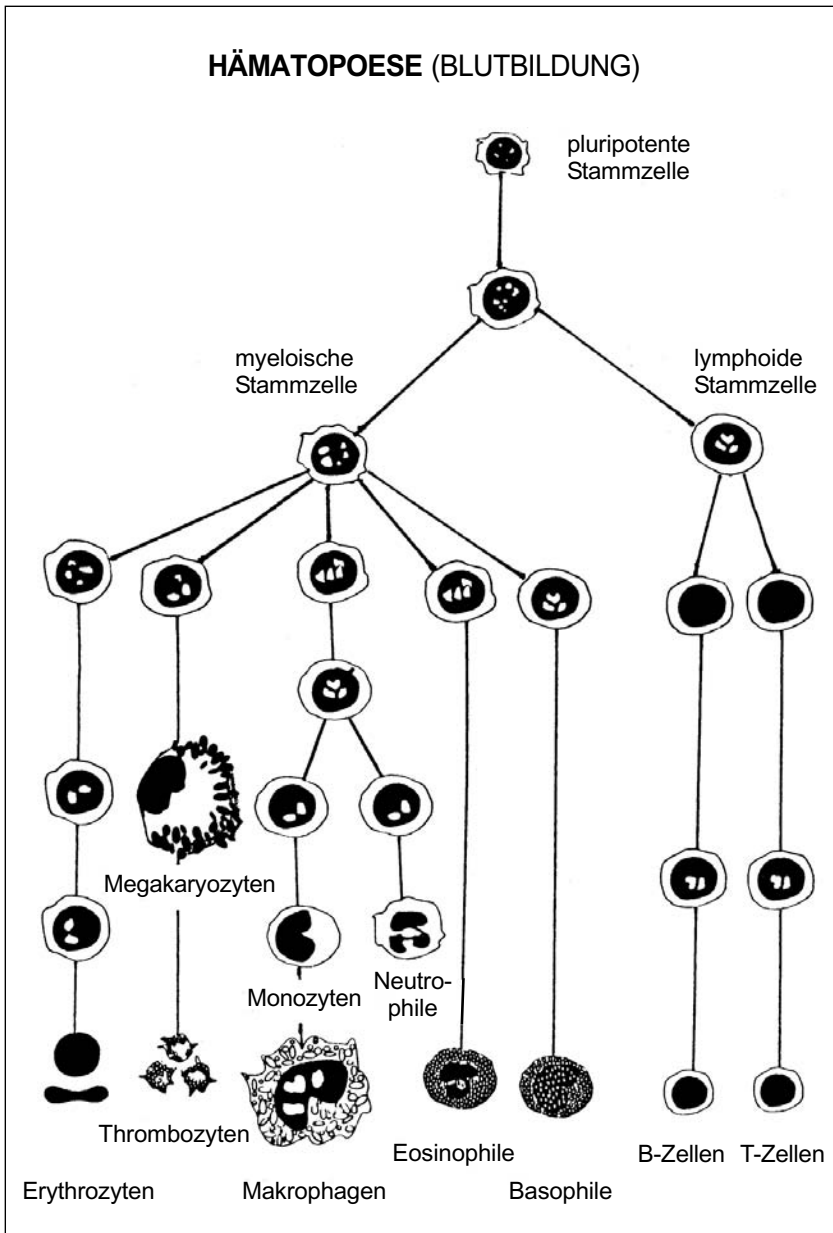 HÄMATOPOESE (BLUTBILDUNG)
pluripotente
Stammzelle
myeloische
Stammzelle
lymphoide
Stammzelle
Megakaryozyten
Monozyten
Neutro-
phile
Thrombozyten
Eosinophile
B-Zellen
T-Zellen
Erythrozyten
Makrophagen
Basophile